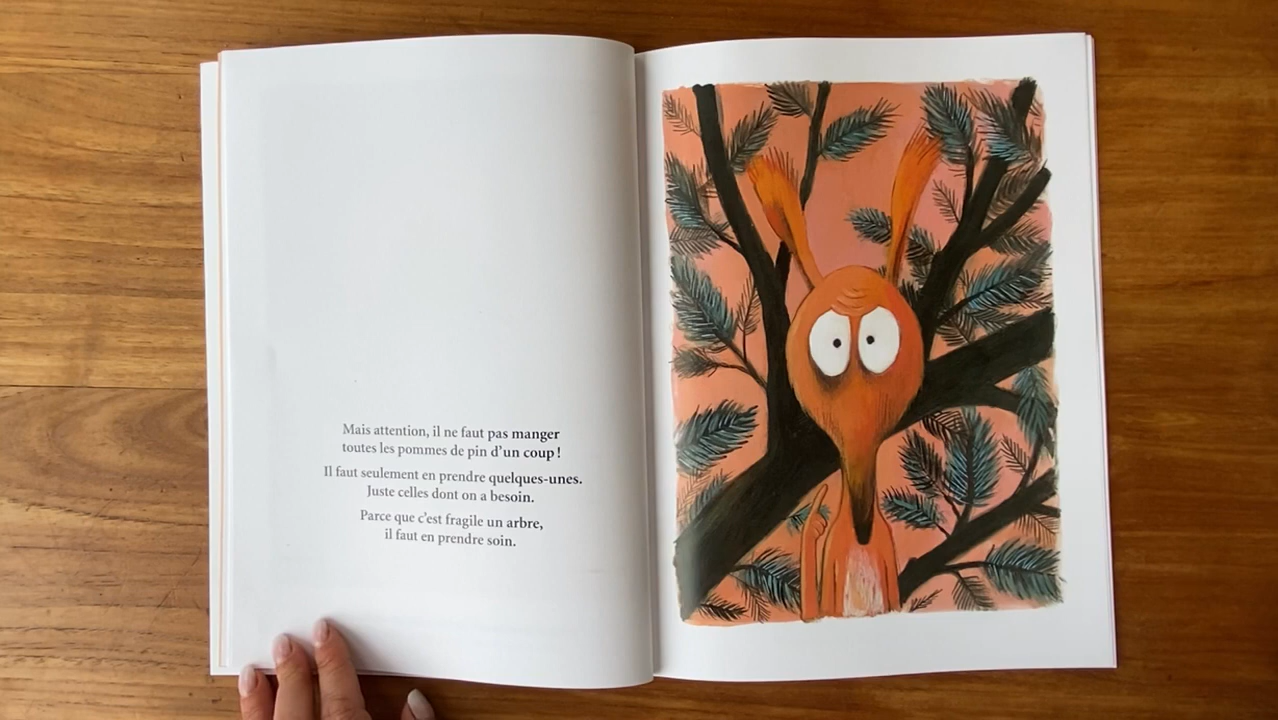 Mais attention, il ne faut pas manger
toutes les pommes de pin d'un coup !
Il faut seulement en prendre quelques-unes.
Juste celles dont on a besoin.
Parce que c'est fragile un arbre,
il faut en prendre soin.